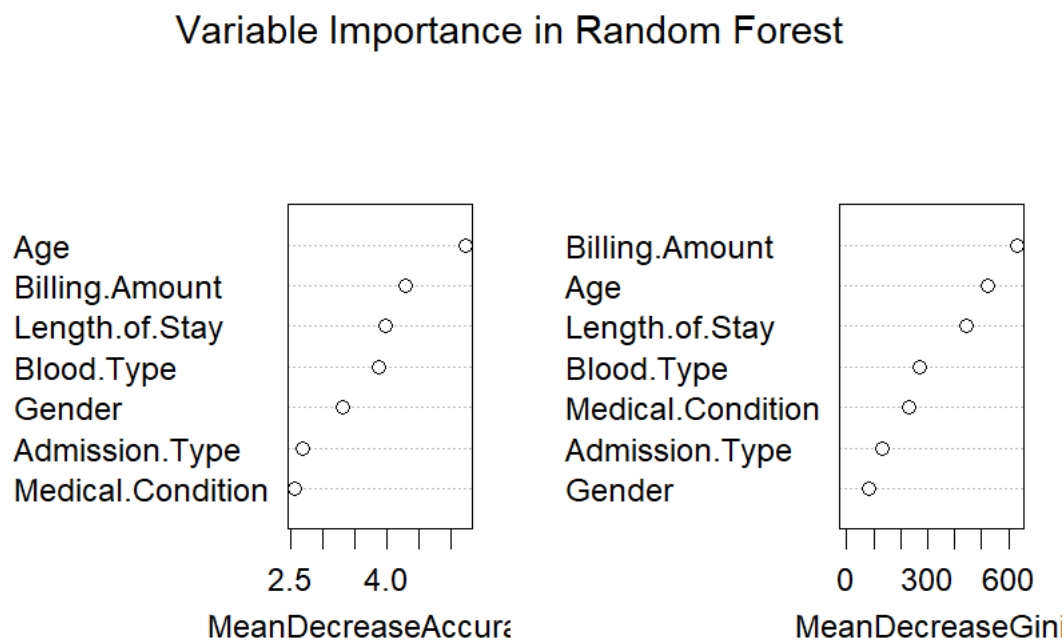 Variable Importance in Random Forest
Age
Billing.Amount
Length.of.Stay
Blood.Type
Gender
Admission.Type
Medical.Condition
2.5 4.0
MeanDecreaseAccura
Billing.Amount
Age
Length.of.Stay
Blood.Type
Medical.Condition
Admission.Type
Gender
0 300 600
MeanDecreaseGini